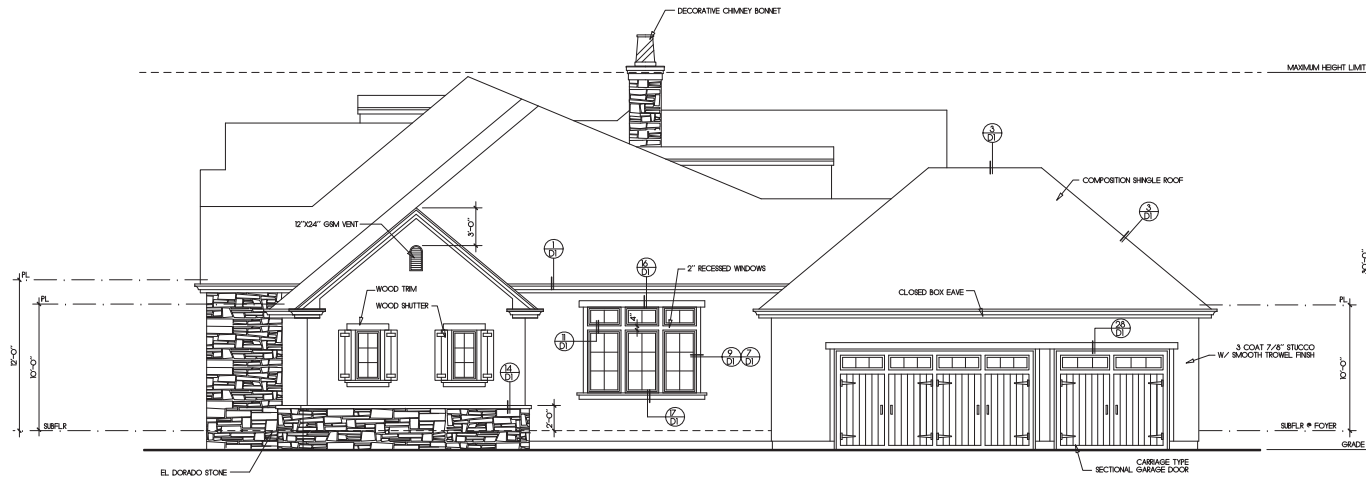 DECORATIVE CHIMNEY BONNET
MAXIMUM HEIGHT LIMIT
3
D1
COMPOSITION SHINGLE ROOF
3
D1
12"X24" GSM VENT
3'-0"
1
D1
16
D1
2" RECESSED WINDOWS
30'-0"
PL
PL
WOOD TRIM
WOOD SHUTTER
CLOSED BOX EAVE
PL
4"
11
D1
9
D1
7
D1
28
D1
3 COAT 7/8" STUCCO
W/ SMOOTH TROWEL FINISH
12'-0"
10'-0"
10'-0"
14
D1
2'-0"
17
D1
SUBFLR
SUBFLR @ FOYER
GRADE
EL DORADO STONE
CARRIAGE TYPE
SECTIONAL GARAGE DOOR